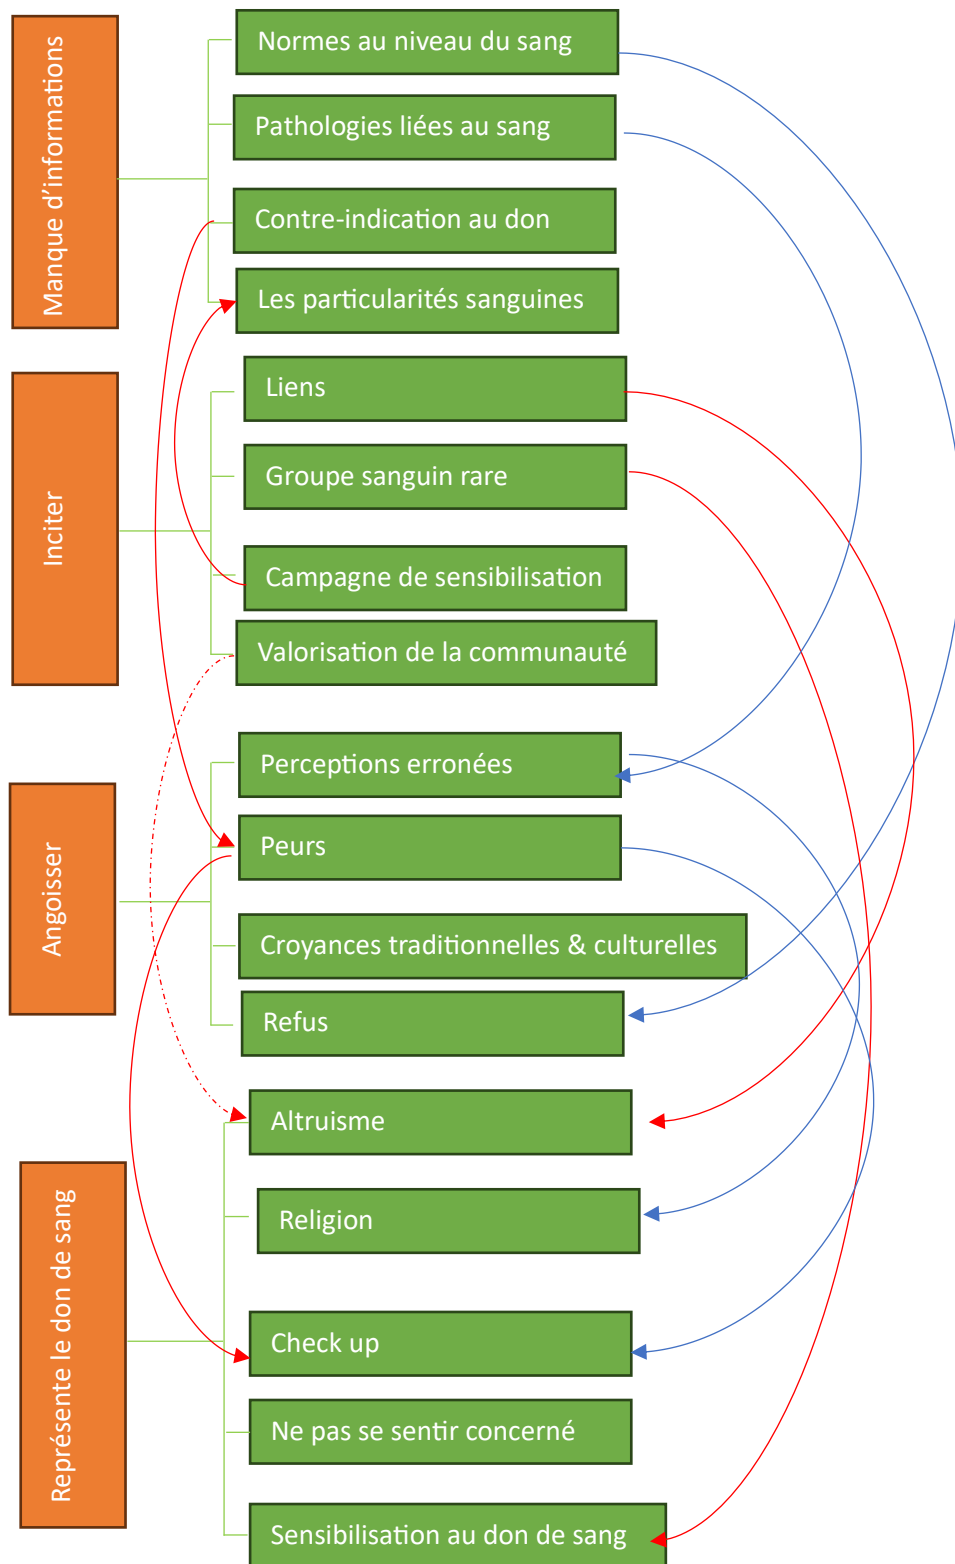 Manque d'informations
Normes au niveau du sang
Pathologies liées au sang
Contre-indication au don
Les particularités sanguines
Inciter
Liens
Groupe sanguin rare
Campagne de sensibilisation
Valorisation de la communauté
Angoisser
Perceptions erronées
Peurs
Croyances traditionnelles & culturelles
Refus
Représente le don de sang
Altruisme
Religion
Check up
Ne pas se sentir concerné
Sensibilisation au don de sang